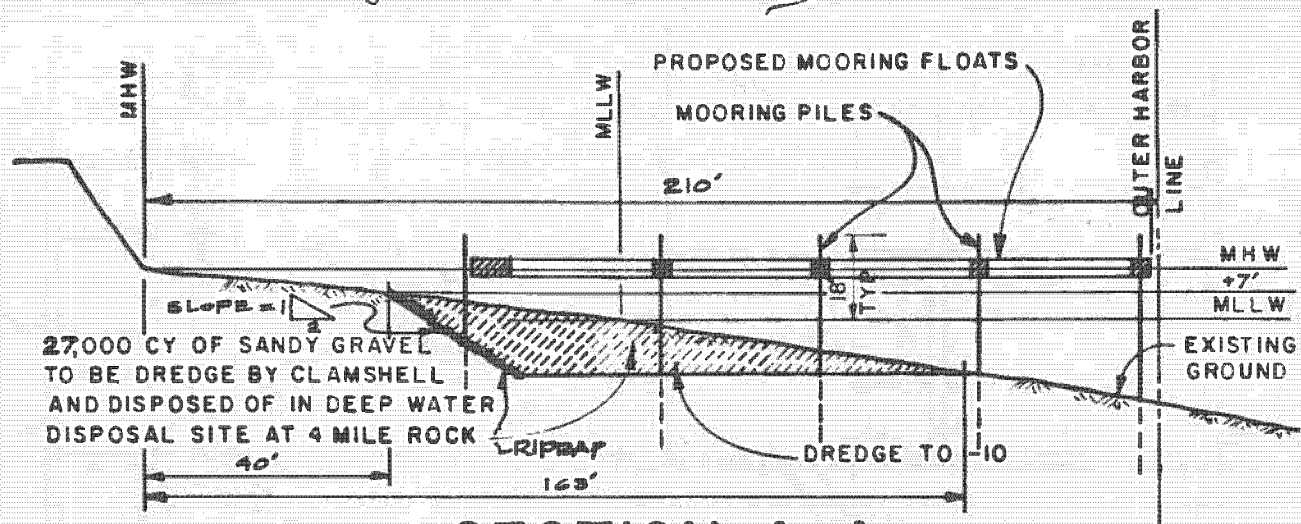 MHW
MLLW
PROPOSED MOORING FLOATS
MOORING PILES
OUTER HARBOR
LINE
210'
MHW
+7'
MLLW
18'
TYP
SLOPE = 1
2
27,000 CY OF SANDY GRAVEL
TO BE DREDGE BY CLAMSHELL
AND DISPOSED OF IN DEEP WATER
DISPOSAL SITE AT 4 MILE ROCK
RIPRAP
DREDGE TO -10
EXISTING
GROUND
40'
163'